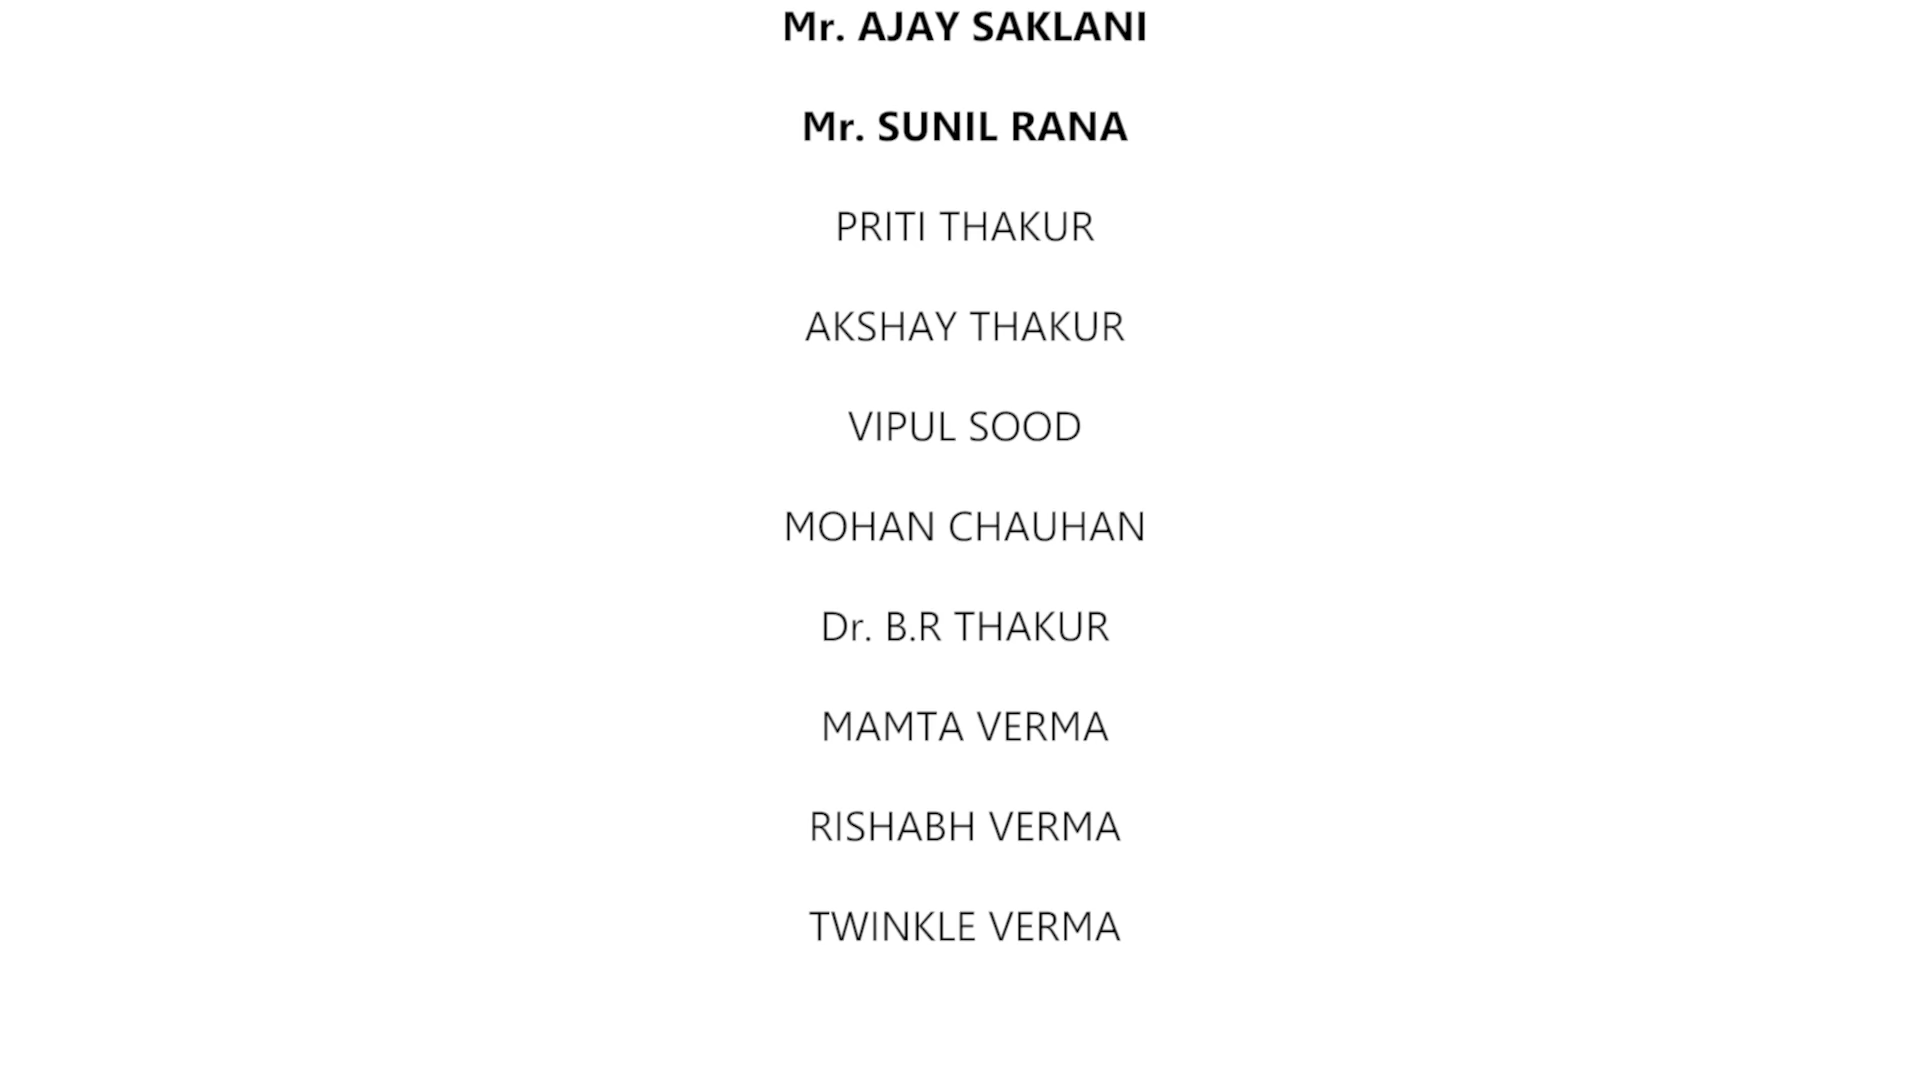 Mr. AJAY SAKLANI
Mr. SUNIL RANA
PRITI THAKUR
AKSHAY THAKUR
VIPUL SOOD
MOHAN CHAUHAN
Dr. B.R THAKUR
MAMTA VERMA
RISHABH VERMA
TWINKLE VERMA